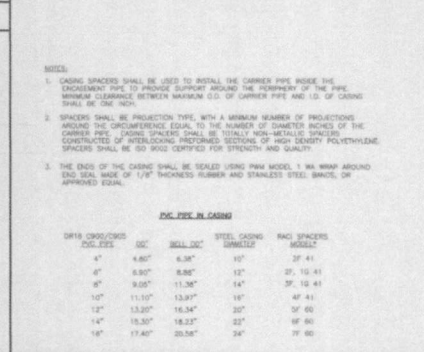 NOTES:
1. CASING SPACERS SHALL BE USED TO INSTALL THE CARRIER PIPE INSIDE THE
ENCASEMENT PIPE TO PROVIDE SUPPORT AROUND THE PERIPHERY OF THE PIPE.
MINIMUM CLEARANCE BETWEEN MAXIMUM O.D. OF CARRIER PIPE AND I.D. OF CASING
SHALL BE ONE INCH.
2. SPACERS SHALL BE PROJECTION TYPE, WITH A MINIMUM NUMBER OF PROJECTIONS
AROUND THE CIRCUMFERENCE EQUAL TO THE NUMBER OF DIAMETER INCHES OF THE
CARRIER PIPE. CASING SPACERS SHALL BE TOTALLY NON-METALLIC SPACERS
CONSTRUCTED OF INTERLOCKING PREFORMED SECTIONS OF HIGH DENSITY POLYETHYLENE.
SPACERS SHALL BE ISO 9002 CERTIFIED FOR STRENGTH AND QUALITY.
3. THE ENDS OF THE CASING SHALL BE SEALED USING PWM MODEL 1 WA WRAP AROUND
END SEAL MADE OF 1/8" THICKNESS RUBBER AND STAINLESS STEEL BANDS, OR
APPROVED EQUAL.
PVC PIPE IN CASING
DR18 C900/C905 STEEL CASING RACI SPACERS
PVC PIPE OD" BELL OD" DIAMETER MODEL#
4" 4.80" 6.38" 10" 2F 41
6" 6.90" 8.88" 12" 2F, 1G 41
8" 9.05" 11.38" 14" 3F, 1G 41
10" 11.10" 13.97" 16" 4F 41
12" 13.20" 16.34" 20" 5F 60
14" 15.30" 18.23" 22" 6F 60
16" 17.40" 20.58" 24" 7F 60